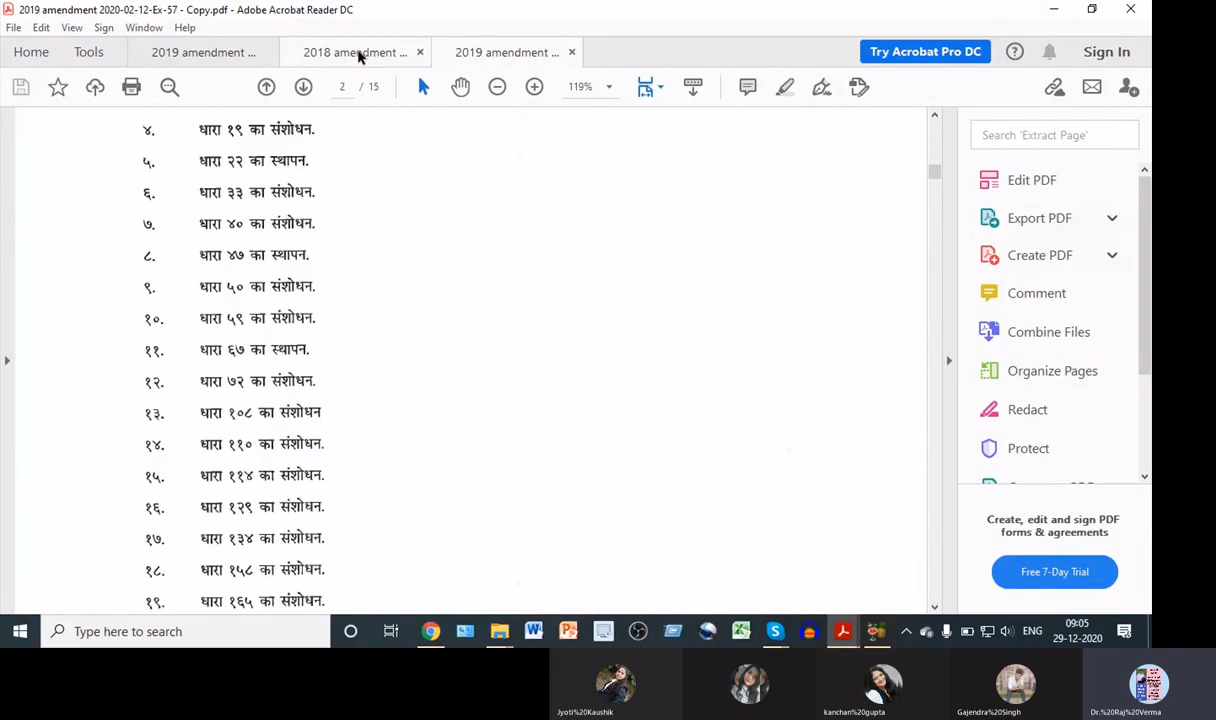 2019 amendment 2020-02-12-Ex-57 - Copy.pdf - Adobe Acrobat Reader DC
File Edit View Sign Window Help
Home Tools 2019 amendment ... 2018 amendment ... 2019 amendment ... Try Acrobat Pro DC Sign In
2 / 15 119%
Search 'Extract Page'
४. धारा १९ का संशोधन.
५. धारा २२ का स्थापन.
६. धारा ३३ का संशोधन.
७. धारा ४० का संशोधन.
८. धारा ४७ का स्थापन.
९. धारा ५० का संशोधन.
१०. धारा ५९ का संशोधन.
११. धारा ६७ का स्थापन.
१२. धारा ७२ का संशोधन.
१३. धारा १०८ का संशोधन
१४. धारा ११० का संशोधन.
१५. धारा ११४ का संशोधन.
१६. धारा १२९ का संशोधन.
१७. धारा १३४ का संशोधन.
१८. धारा १५८ का संशोधन.
१९. धारा १६५ का संशोधन.
Edit PDF
Export PDF
Create PDF
Comment
Combine Files
Organize Pages
Redact
Protect
Create, edit and sign PDF
forms & agreements
Free 7-Day Trial
Type here to search
ENG
09:05
29-12-2020
Jyoti%20Kaushik
kanchan%20gupta
Gajendra%20Singh
Dr.%20Raj%20Verma